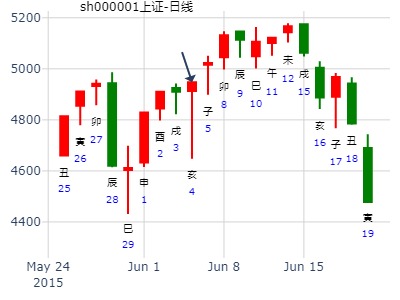 sh000001上证-日线
5200
5000
4800
4600
4400
丑 25
寅 26
卯 27
辰 28
巳 29
申 1
酉 2
戌 3
亥 4
子 5
卯 8
辰 9
巳 10
午 11
未 12
戌 15
亥 16
子 17
丑 18
寅 19
May 24 Jun 1 Jun 8 Jun 15
2015